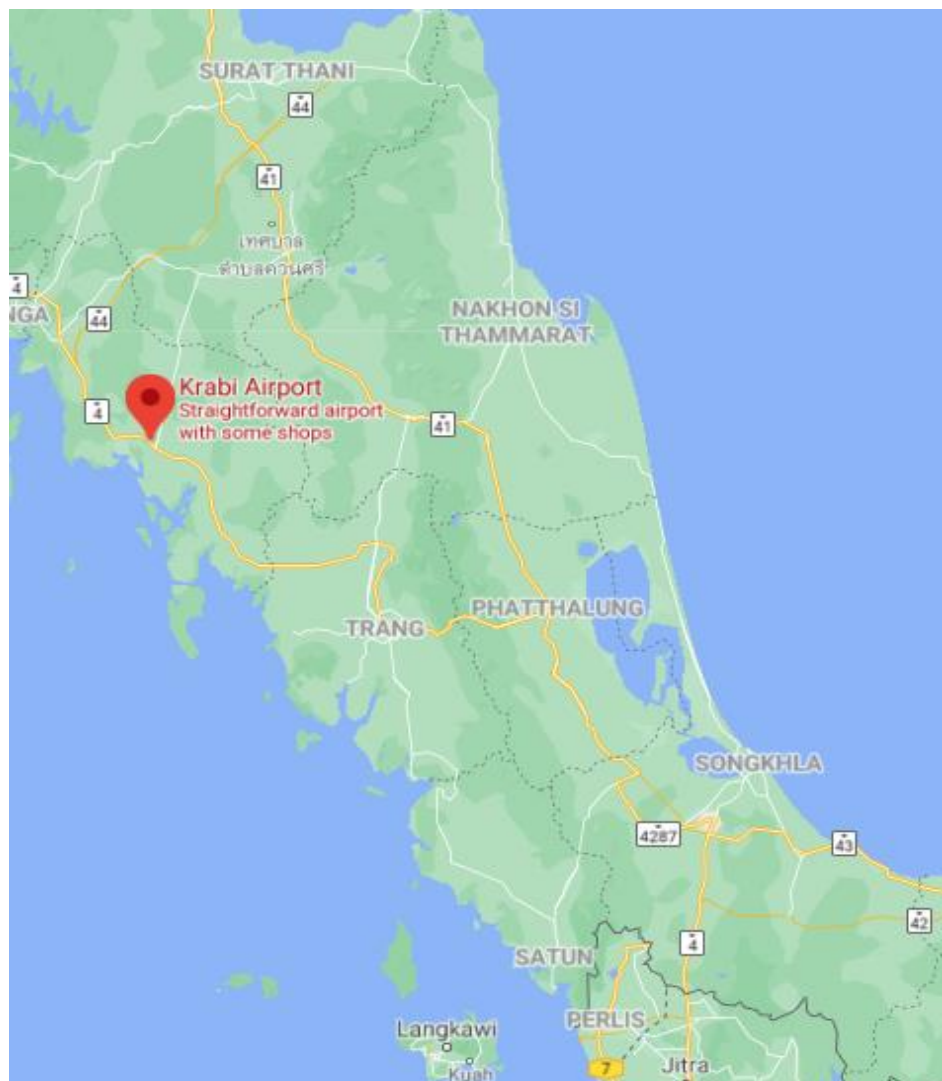 SURAT THANI
44
41
เทศบาล
ตำบลควนศรี
4
NGA
44
NAKHON SI
THAMMARAT
Krabi Airport
Straightforward airport
with some shops
4
41
PHATTHALUNG
TRANG
SONGKHLA
4287
43
42
4
SATUN
PERLIS
Langkawi
Kuah
7
Jitra